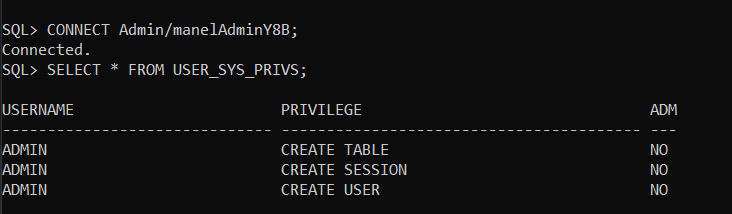 SQL> CONNECT Admin/manelAdminY8B;
Connected.
SQL> SELECT * FROM USER_SYS_PRIVS;
USERNAME                       PRIVILEGE                                ADM
------------------------------ ---------------------------------------- ---
ADMIN                          CREATE TABLE                             NO
ADMIN                          CREATE SESSION                           NO
ADMIN                          CREATE USER                              NO